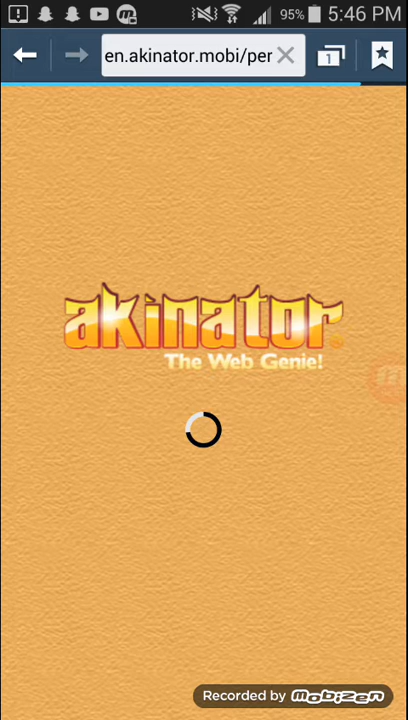 95% 5:46 PM
en.akinator.mobi/per
1
akinator
The Web Genie!
Recorded by mobizen